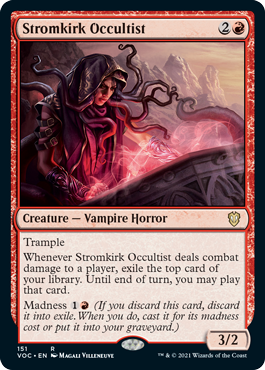 Stromkirk Occultist 2
Creature — Vampire Horror
Trample
Whenever Stromkirk Occultist deals combat
damage to a player, exile the top card of
your library. Until end of turn, you may play
that card.
Madness 1 (If you discard this card, discard
it into exile. When you do, cast it for its madness
cost or put it into your graveyard.)
3/2
151 R
VOC • EN MAGALI VILLENEUVE
™ & © 2021 Wizards of the Coast